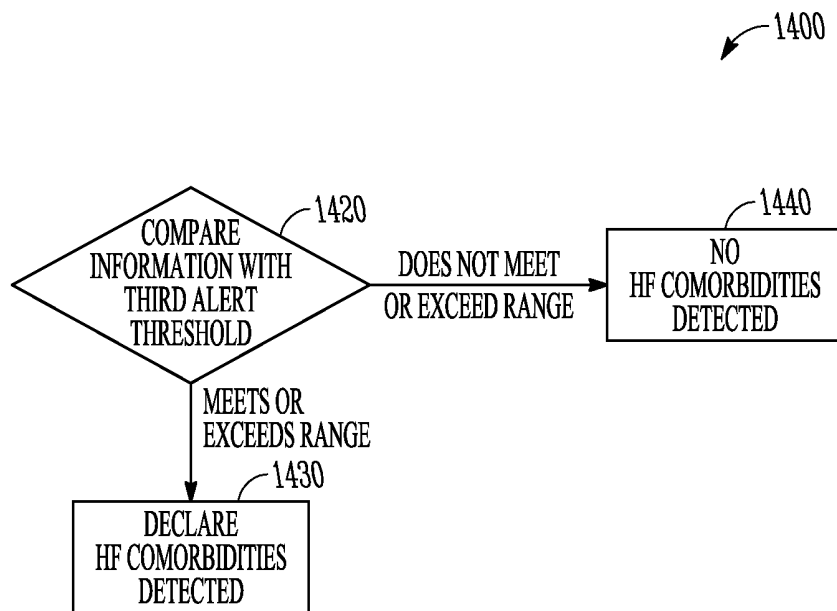 1400
1420
COMPARE
INFORMATION WITH
THIRD ALERT
THRESHOLD
DOES NOT MEET
OR EXCEED RANGE
1440
NO
HF COMORBIDITIES
DETECTED
MEETS OR
EXCEEDS RANGE
1430
DECLARE
HF COMORBIDITIES
DETECTED